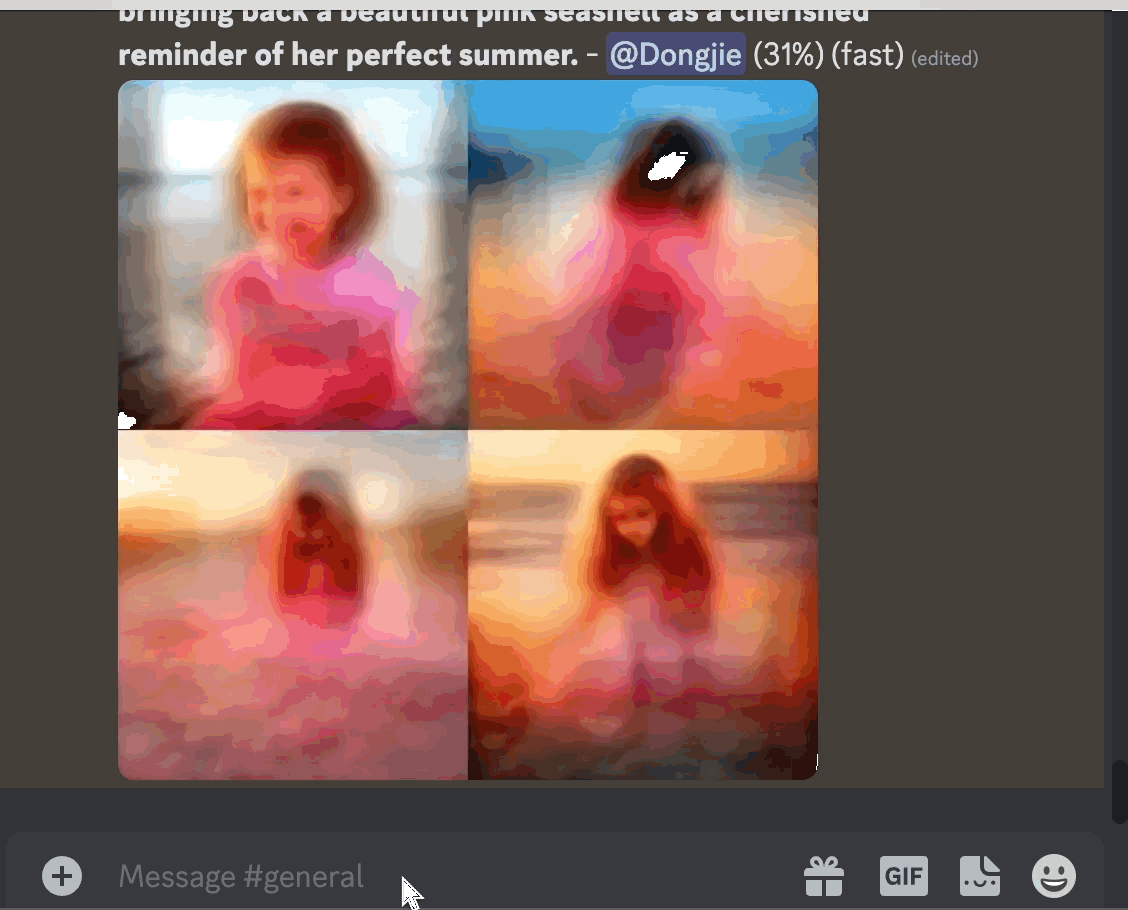 bringing back a beautiful pink seashell as a cherished
reminder of her perfect summer. - @Dongjie (31%) (fast) (edited)
Message #general
GIF